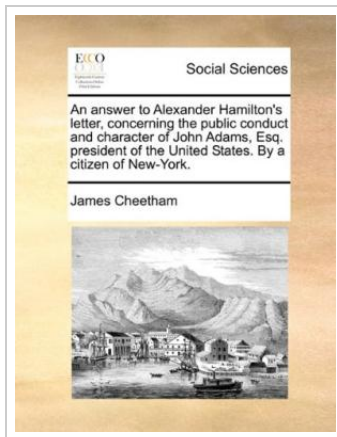 ECCO
Social Sciences
An answer to Alexander Hamilton's
letter, concerning the public conduct
and character of John Adams, Esq.
president of the United States. By a
citizen of New-York.
James Cheetham